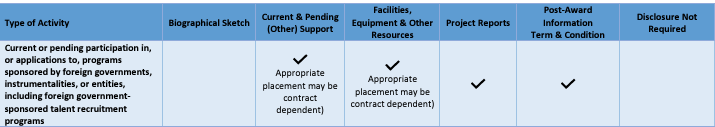 Type of Activity
Biographical Sketch
Current & Pending
(Other) Support
Facilities,
Equipment & Other
Resources
Project Reports
Post-Award
Information
Term & Condition
Disclosure Not
Required
Current or pending participation in,
or applications to, programs
sponsored by foreign governments,
instrumentalities, or entities,
including foreign government-
sponsored talent recruitment
programs
✓
Appropriate
placement may be
contract
dependent)
✓
Appropriate
placement may be
contract dependent)
✓
✓